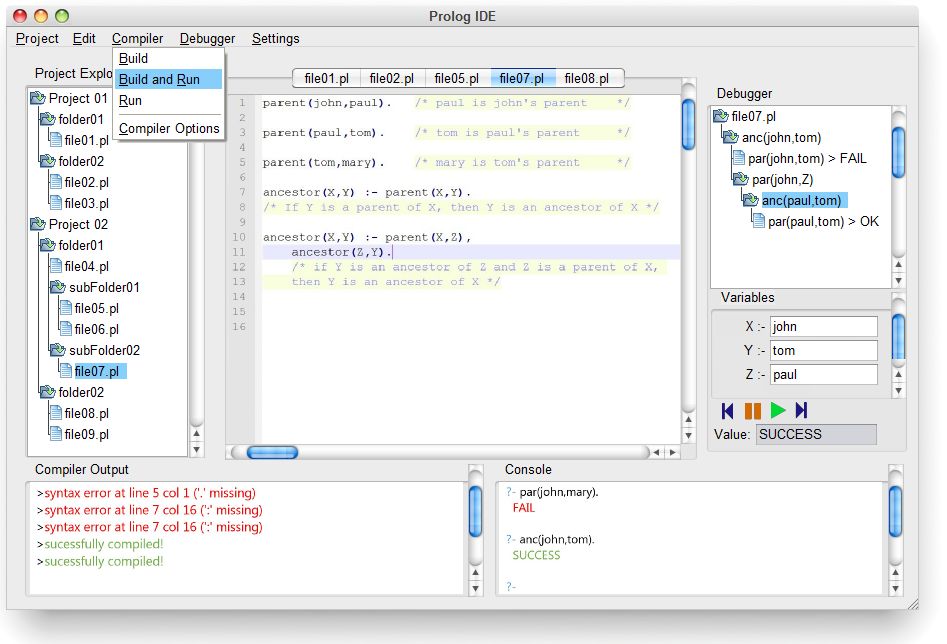 Prolog IDE
Project Edit Compiler Debugger Settings
Build
Build and Run
Run
Compiler Options
Project Explo
Project 01
folder01
file01.pl
folder02
file02.pl
file03.pl
Project 02
folder01
file04.pl
subFolder01
file05.pl
file06.pl
subFolder02
file07.pl
folder02
file08.pl
file09.pl
file01.pl file02.pl file05.pl file07.pl file08.pl
1 parent(john,paul). /* paul is john's parent */
2
3 parent(paul,tom). /* tom is paul's parent */
4
5 parent(tom,mary). /* mary is tom's parent */
6
7 ancestor(X,Y) :- parent(X,Y).
8 /* If Y is a parent of X, then Y is an ancestor of X */
9
10 ancestor(X,Y) :- parent(X,Z),
11 ancestor(Z,Y).
12 /* if Y is an ancestor of Z and Z is a parent of X,
13 then Y is an ancestor of X */
14
15
16
Debugger
file07.pl
anc(john,tom)
par(john,tom) > FAIL
par(john,Z)
anc(paul,tom)
par(paul,tom) > OK
Variables
X :- john
Y :- tom
Z :- paul
Value: SUCCESS
Compiler Output
>syntax error at line 5 col 1 ('.' missing)
>syntax error at line 7 col 16 (':' missing)
>syntax error at line 7 col 16 (':' missing)
>sucessfully compiled!
>sucessfully compiled!
Console
?- par(john,mary).
FAIL
?- anc(john,tom).
SUCCESS
?-